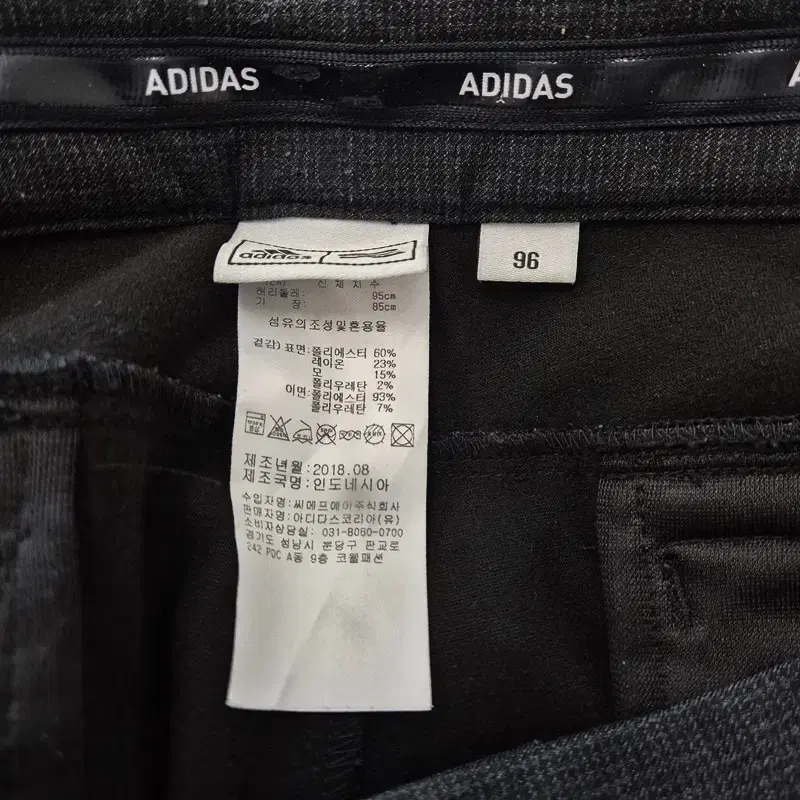 ADIDAS ADIDAS
adidas
96
신체치수
허리둘레: 95cm
기 장: 85cm
섬유의조성및혼용율
겉감) 표면:폴리에스터 60%
레이온 23%
모 15%
폴리우레탄 2%
이면:폴리에스터 93%
폴리우레탄 7%
제조년월:2018.08
제조국명:인도네시아
수입자명:씨에프에이주식회사
판매자명:아디다스코리아(유)
소비자상담실: 031-8060-0700
경기도 성남시 분당구 판교로
242 PDC A동 9층 코웰패션